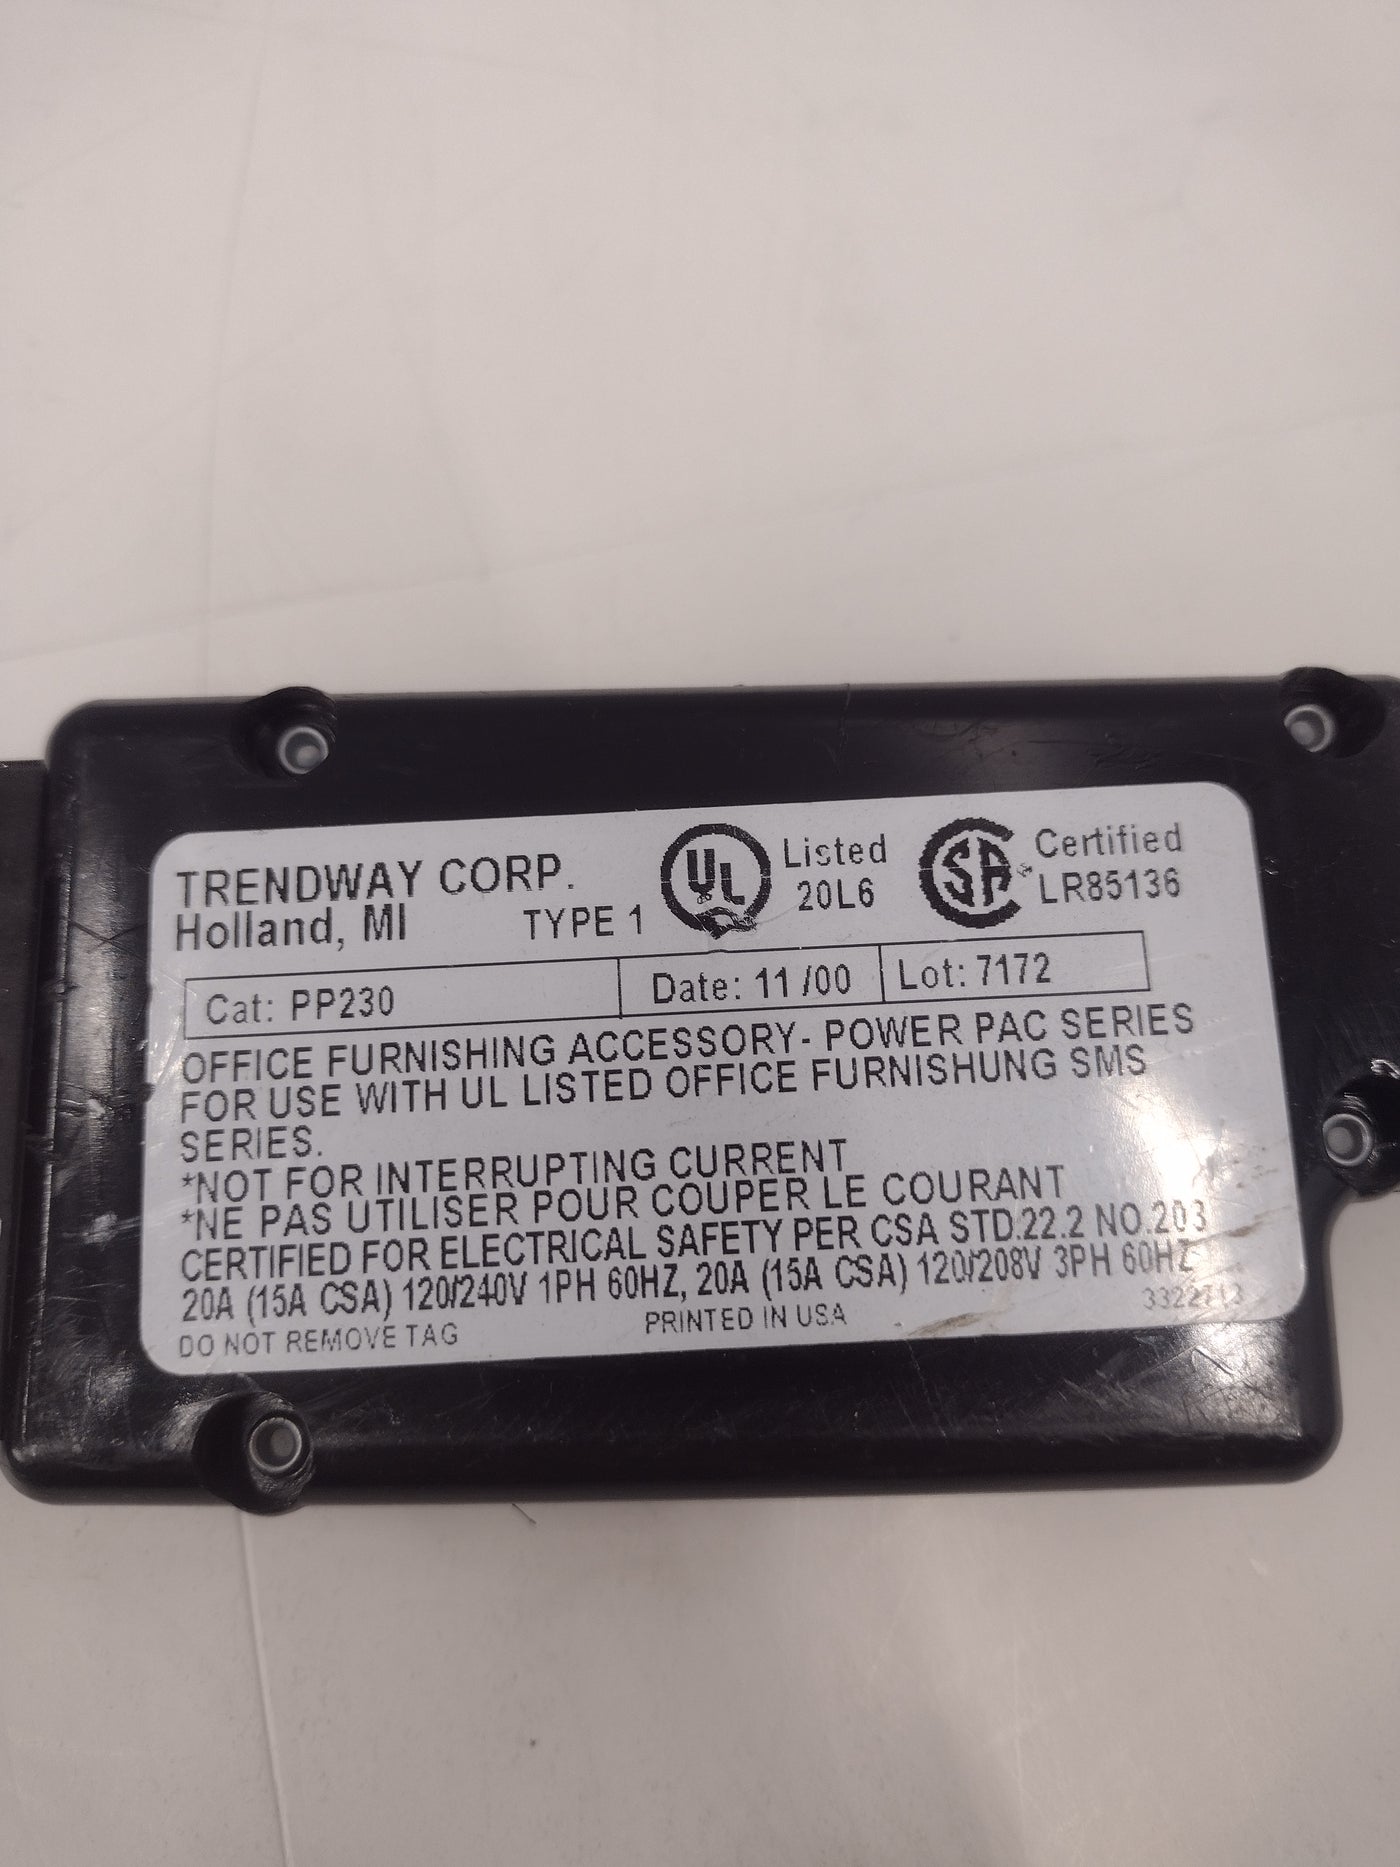 TRENDWAY CORP.
Holland, MI TYPE 1
UL Listed
20L6
SA Certified
LR85136
Cat: PP230 Date: 11 /00 Lot: 7172
OFFICE FURNISHING ACCESSORY- POWER PAC SERIES
FOR USE WITH UL LISTED OFFICE FURNISHUNG SMS
SERIES.
*NOT FOR INTERRUPTING CURRENT
*NE PAS UTILISER POUR COUPER LE COURANT
CERTIFIED FOR ELECTRICAL SAFETY PER CSA STD.22.2 NO.203
20A (15A CSA) 120/240V 1PH 60HZ, 20A (15A CSA) 120/208V 3PH 60HZ
DO NOT REMOVE TAG PRINTED IN USA